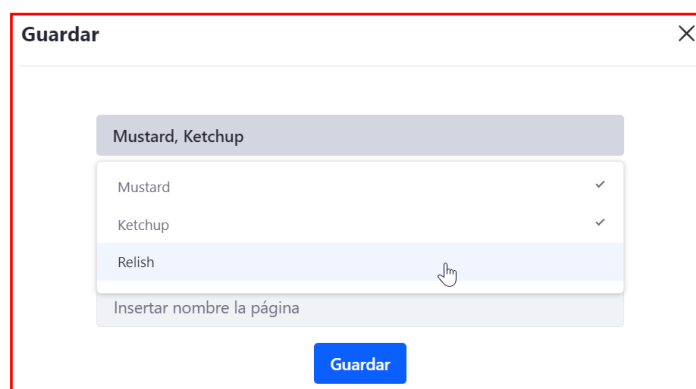 Guardar
Mustard, Ketchup
Mustard
Ketchup
Relish
Insertar nombre la página
Guardar